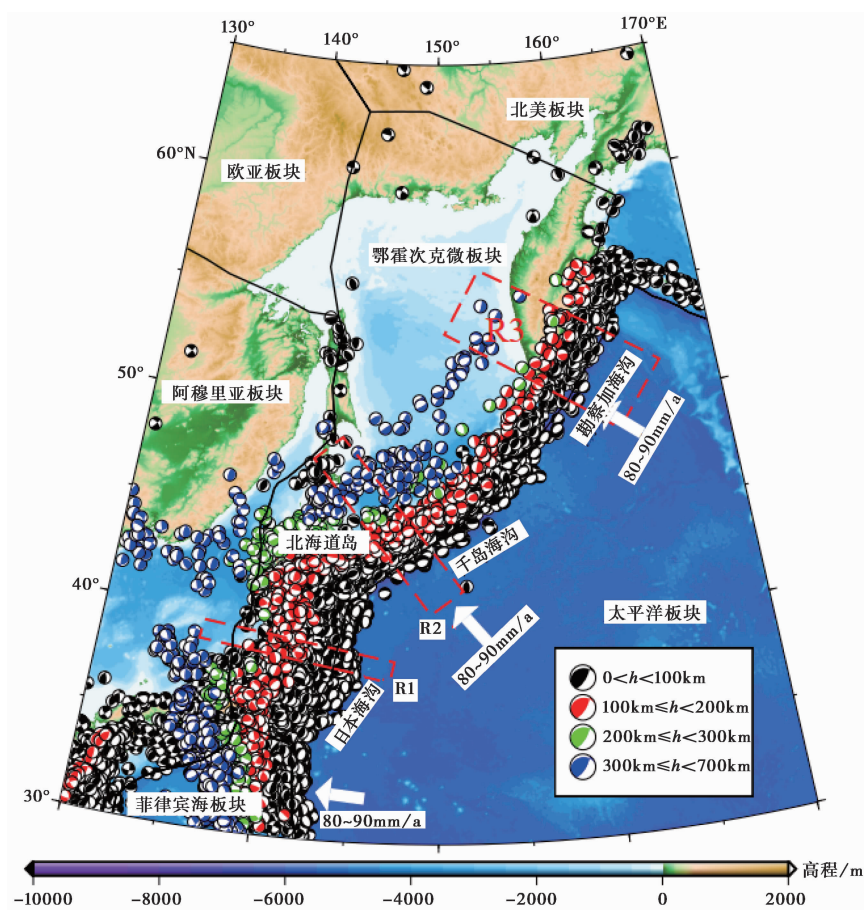 130°
140°
150°
160°
170°E
北美板块
60°N
欧亚板块
鄂霍次克微板块
R3
50°
阿穆里亚板块
勘察加海沟
80~90mm/a
北海道岛
千岛海沟
40°
太平洋板块
R2
80~90mm/a
0<h<100km
R1
100km≤h<200km
日本海沟
200km≤h<300km
300km≤h<700km
30°
菲律宾海板块
80~90mm/a
高程/m
-10000
-8000
-6000
-4000
-2000
0
2000